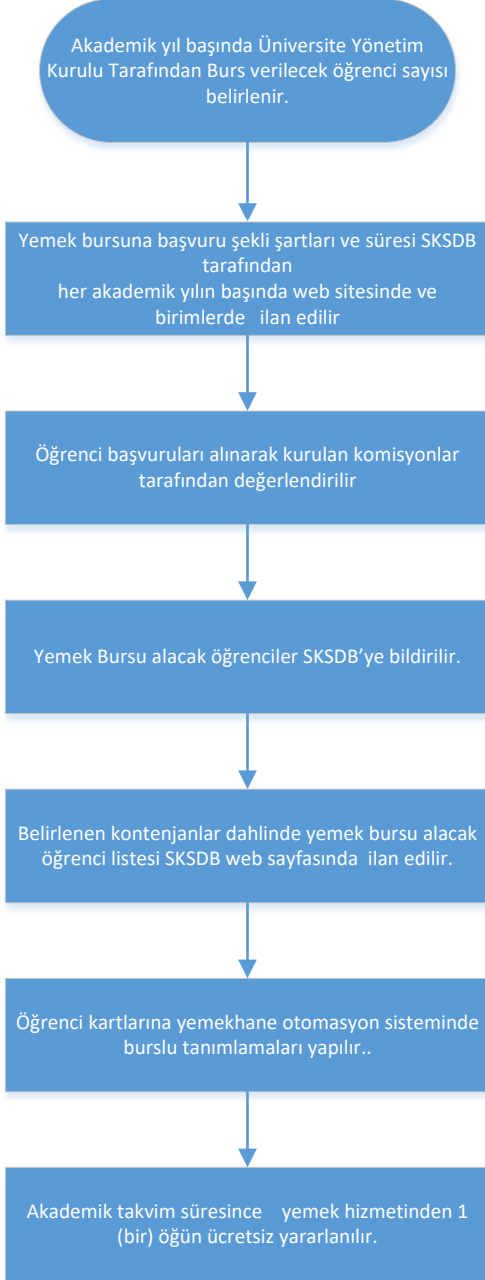 Akademik yıl başında Üniversite Yönetim
Kurulu Tarafından Burs verilecek öğrenci sayısı
belirlenir.
Yemek bursuna başvuru şekli şartları ve süresi SKSDB
tarafından
her akademik yılın başında web sitesinde ve
birimlerde ilan edilir
Öğrenci başvuruları alınarak kurulan komisyonlar
tarafından değerlendirilir
Yemek Bursu alacak öğrenciler SKSDB’ye bildirilir.
Belirlenen kontenjanlar dahlinde yemek bursu alacak
öğrenci listesi SKSDB web sayfasında ilan edilir.
Öğrenci kartlarına yemekhane otomasyon sisteminde
burslu tanımlamaları yapılır..
Akademik takvim süresince yemek hizmetinden 1
(bir) öğün ücretsiz yararlanılır.